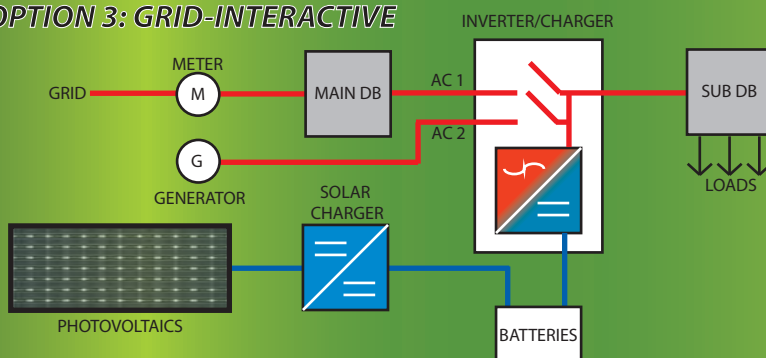 OPTION 3: GRID-INTERACTIVE
INVERTER/CHARGER
METER
GRID
M
MAIN DB
AC 1
SUB DB
AC 2
G
GENERATOR
LOADS
SOLAR
CHARGER
PHOTOVOLTAICS
BATTERIES